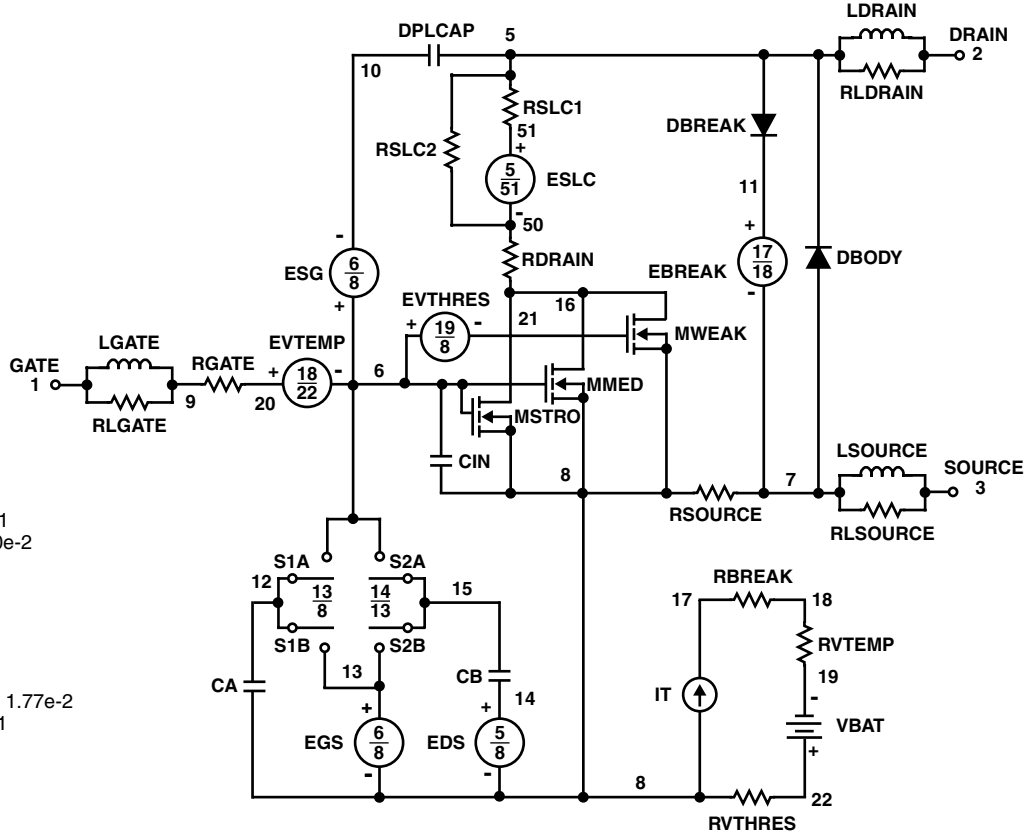 LDRAIN
DPLCAP
5
DRAIN
2
10
RLDRAIN
RSLC1
DBREAK
51
+
RSLC2
5
51
ESLC
11
-
50
-
+
17
18
DBODY
6
8
ESG
RDRAIN
EBREAK
-
+
EVTHRES
16
21
+
19
8
-
MWEAK
LGATE
EVTEMP
GATE
1
RGATE
+
18
22
-
6
MMED
9
20
MSTRO
RLGATE
CIN
LSOURCE
8
7
SOURCE
3
RSOURCE
RLSOURCE
1
0e-2
S1A
S2A
12
13
8
14
13
15
RBREAK
17
18
S1B
S2B
RVTEMP
13
CB
19
CA
14
IT
-
1.77e-2
1
+
+
VBAT
EGS
6
8
EDS
5
8
+
-
-
8
22
RVTHRES